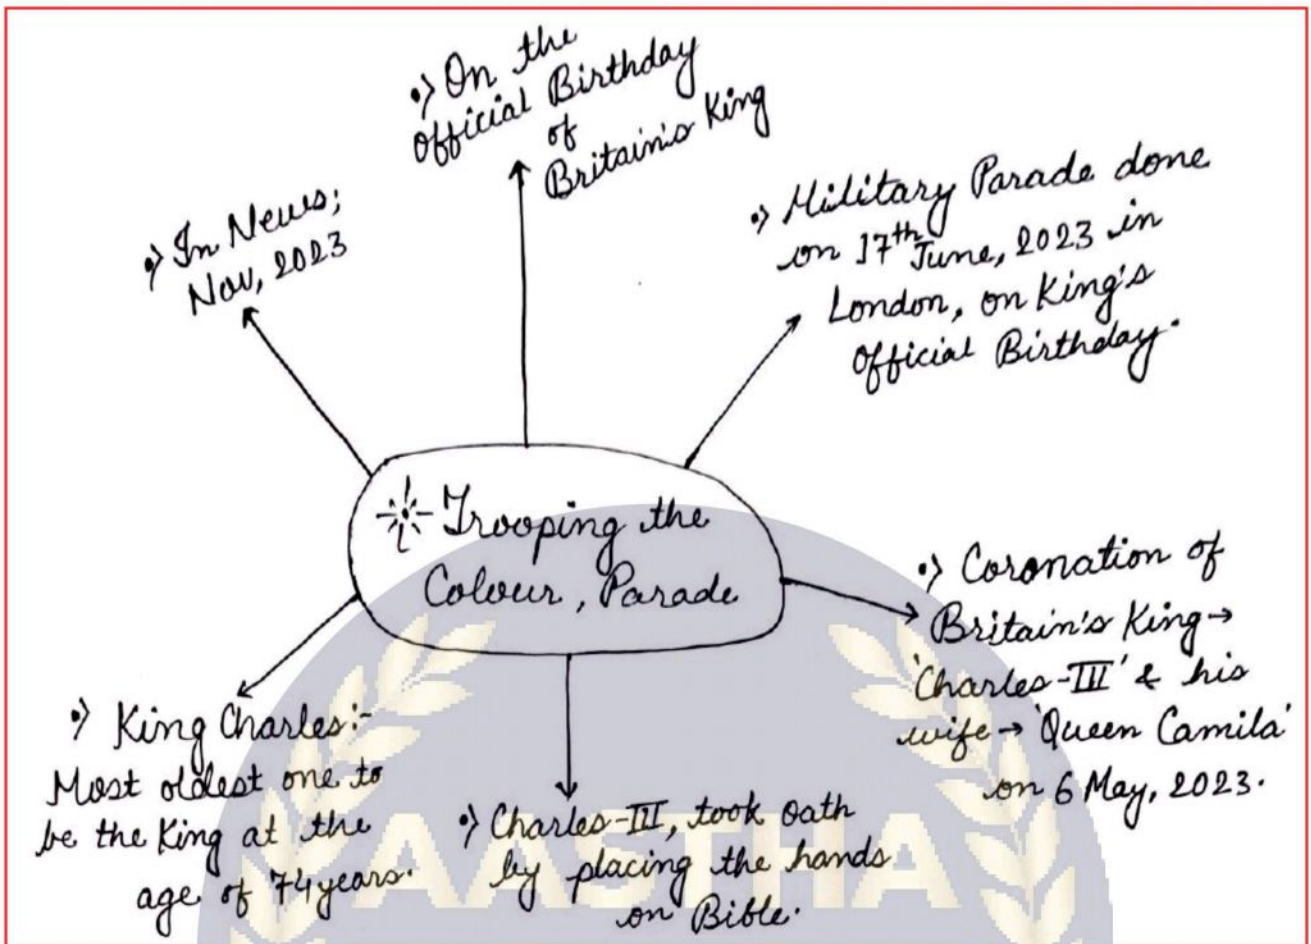 •) On the
official Birthday
of
Britain's King
•) In News;
Nov, 2023
•) Military Parade done
on 17th June, 2023 in
London, on King's
Official Birthday.
Trooping the
Colour, Parade
•) Coronation of
Britain's King→
'Charles-III' & his
wife→ 'Queen Camila'
on 6 May, 2023.
•) King Charles:-
Most oldest one to
be the King at the
age of 74 years.
•) Charles-III, took oath
by placing the hands
on Bible.
AASTHA